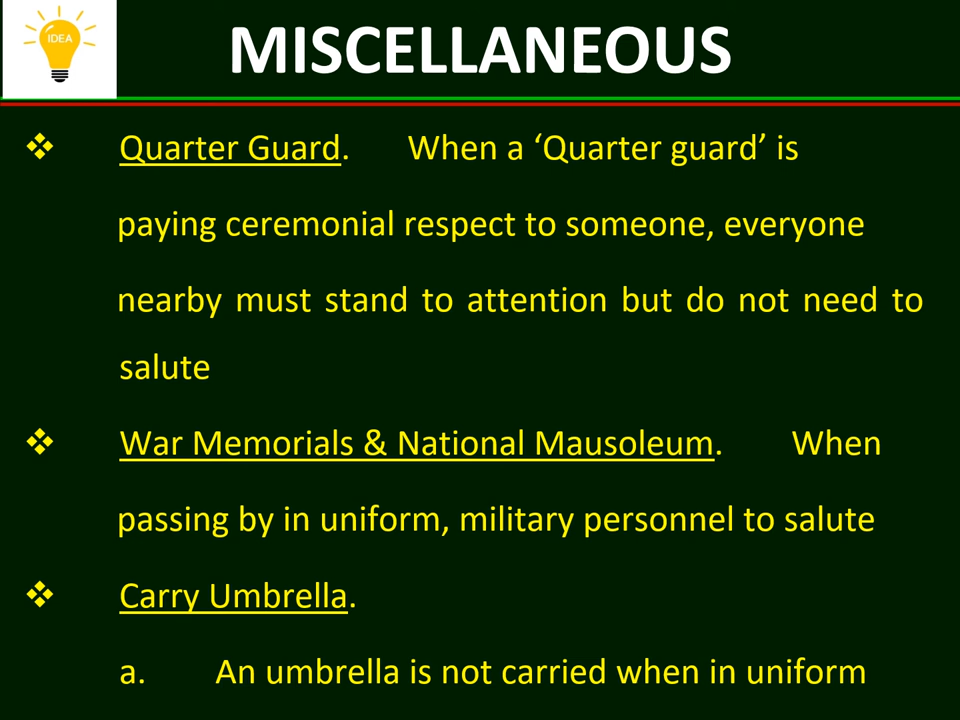 IDEA
MISCELLANEOUS
❖ Quarter Guard. When a ‘Quarter guard’ is
paying ceremonial respect to someone, everyone
nearby must stand to attention but do not need to
salute
❖ War Memorials & National Mausoleum. When
passing by in uniform, military personnel to salute
❖ Carry Umbrella.
a. An umbrella is not carried when in uniform